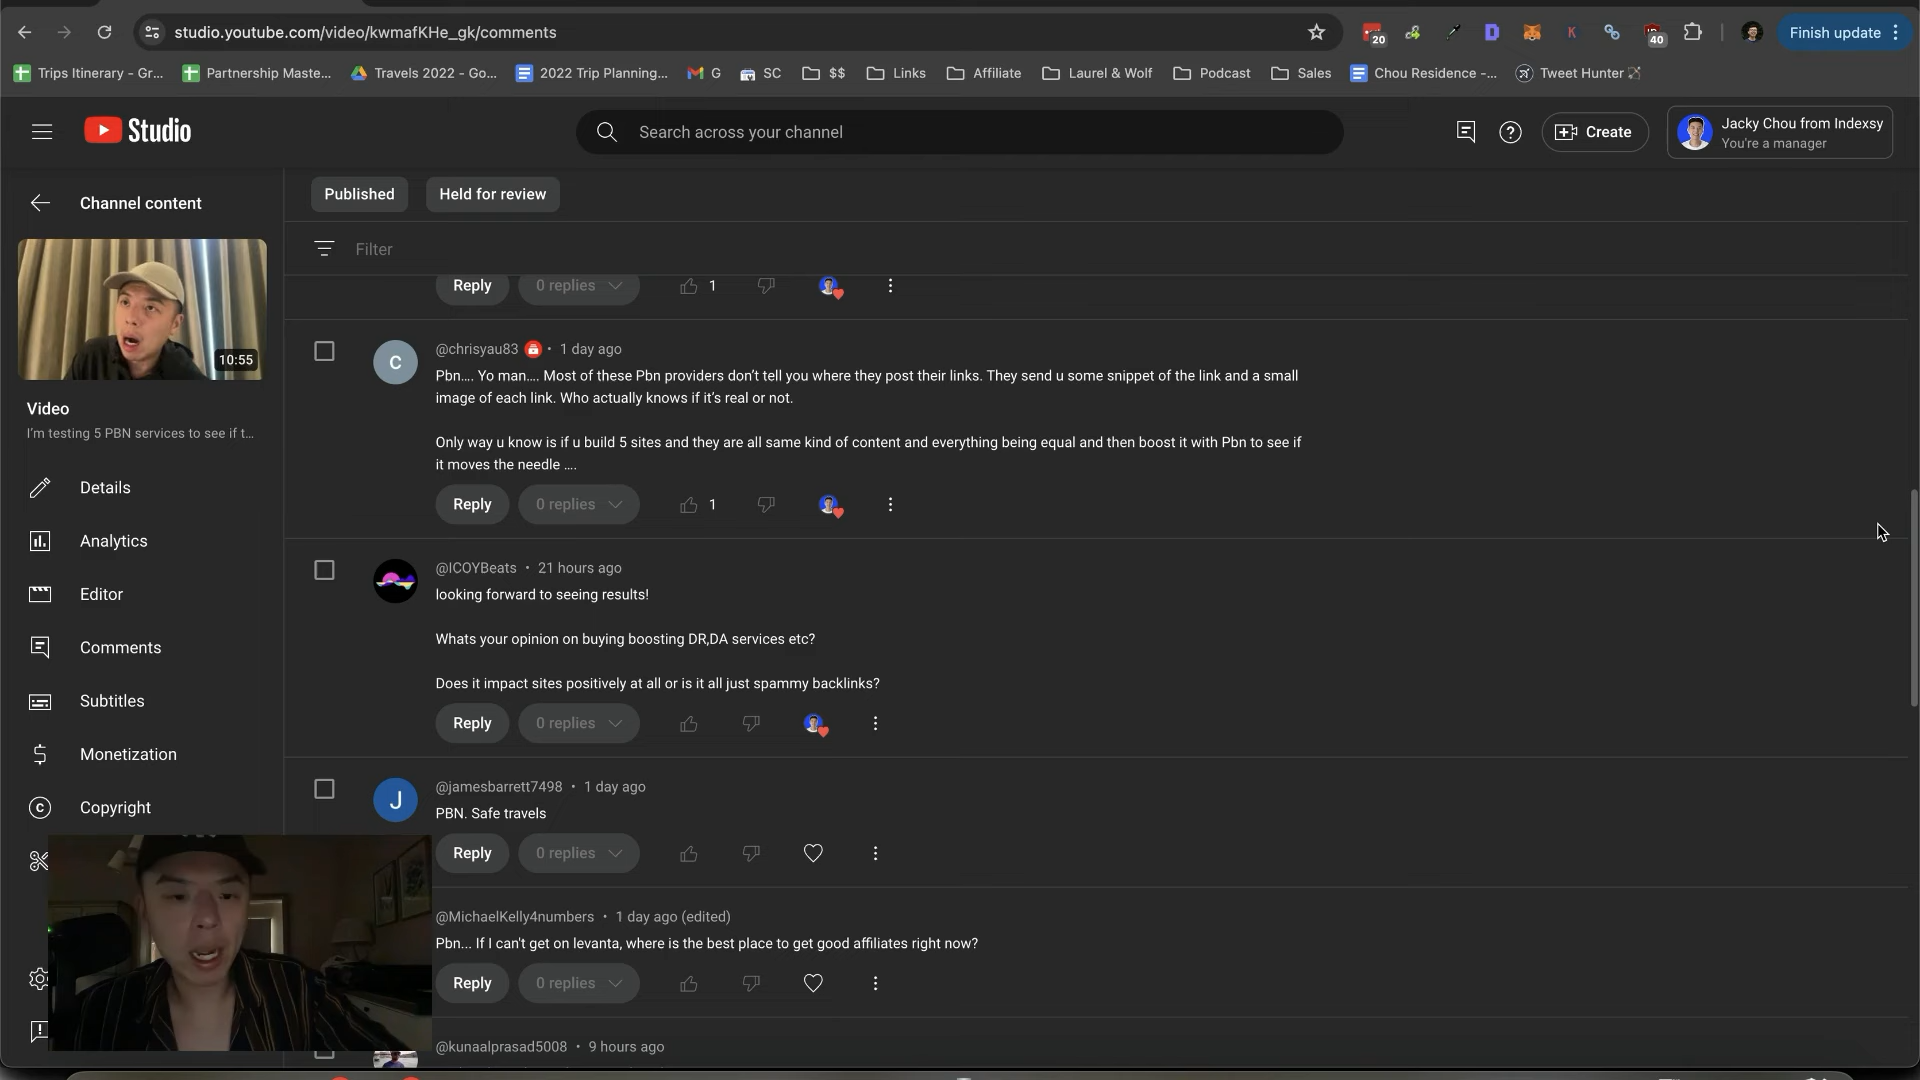 studio.youtube.com/video/kwmafKHe_gk/comments
20
40
Finish update
Trips Itinerary - Gr...
Partnership Maste...
Travels 2022 - Go...
2022 Trip Planning...
G
SC
$$
Links
Affiliate
Laurel & Wolf
Podcast
Sales
Chou Residence -...
Tweet Hunter
Studio
Search across your channel
Create
Jacky Chou from Indexsy
You're a manager
Channel content
10:55
Video
I'm testing 5 PBN services to see if t...
Details
Analytics
Editor
Comments
Subtitles
Monetization
Copyright
Published
Held for review
Filter
Reply
0 replies
1
C
@chrisyau83 • 1 day ago
Pbn.... Yo man.... Most of these Pbn providers don't tell you where they post their links. They send u some snippet of the link and a small
image of each link. Who actually knows if it's real or not.
Only way u know is if u build 5 sites and they are all same kind of content and everything being equal and then boost it with Pbn to see if
it moves the needle ....
Reply
0 replies
1
@ICOYBeats • 21 hours ago
looking forward to seeing results!
Whats your opinion on buying boosting DR,DA services etc?
Does it impact sites positively at all or is it all just spammy backlinks?
Reply
0 replies
J
@jamesbarrett7498 • 1 day ago
PBN. Safe travels
Reply
0 replies
@MichaelKelly4numbers • 1 day ago (edited)
Pbn... If I can't get on levanta, where is the best place to get good affiliates right now?
Reply
0 replies
@kunaalprasad5008 • 9 hours ago